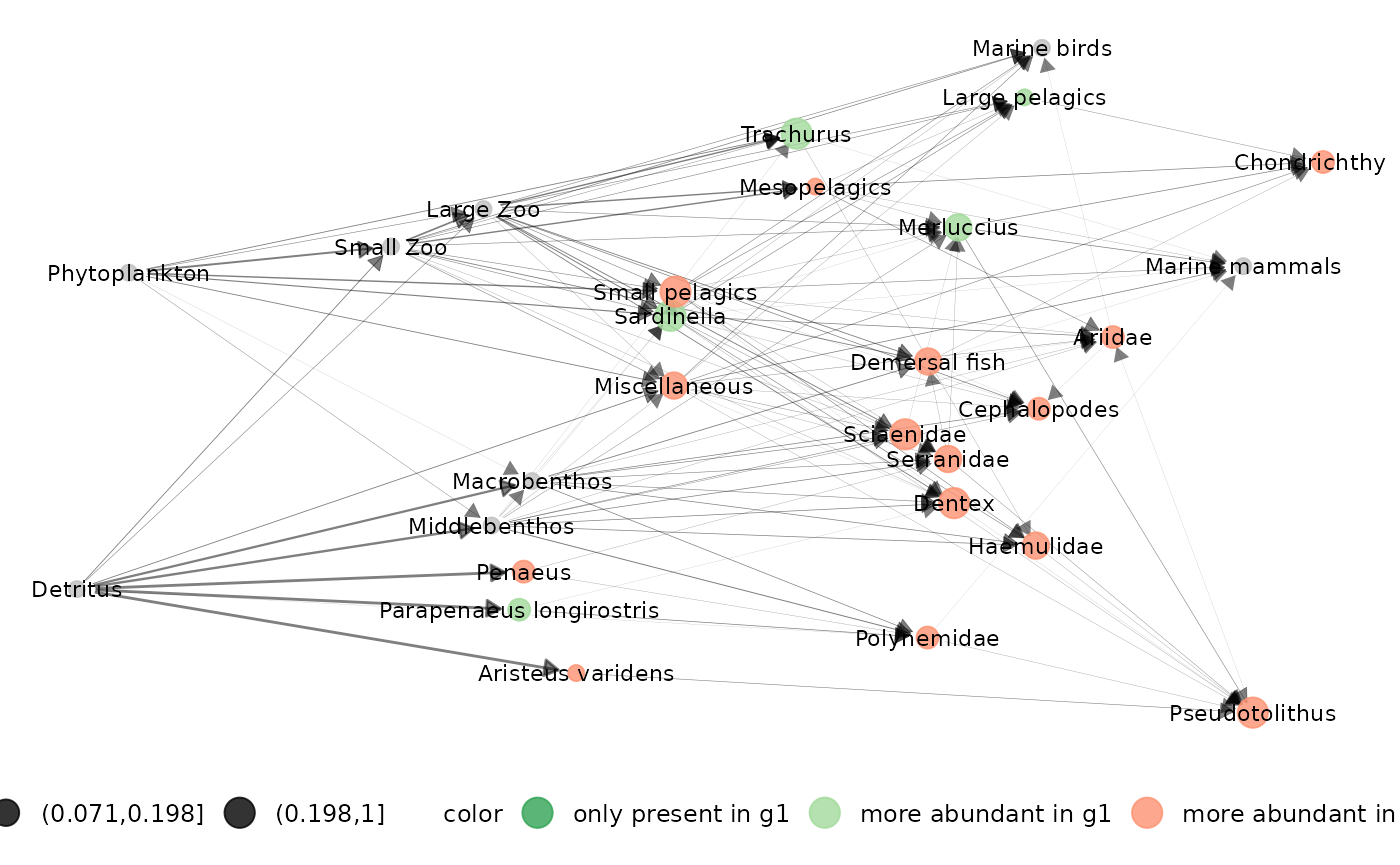 Marine birds
Large pelagics
Trachurus
Chondrichthy
Mesopelagics
Large Zoo
Merluccius
Small Zoo
Marine mammals
Phytoplankton
Small pelagics
Sardinella
Ariidae
Demersal fish
Miscellaneous
Cephalopodes
Sciaenidae
Serranidae
Macrobenthos
Dentex
Middlebenthos
Haemulidae
Penaeus
Detritus
Parapenaeus longirostris
Polynemidae
Aristeus varidens
Pseudotolithus
(0.071,0.198] (0.198,1] color only present in g1 more abundant in g1 more abundant in